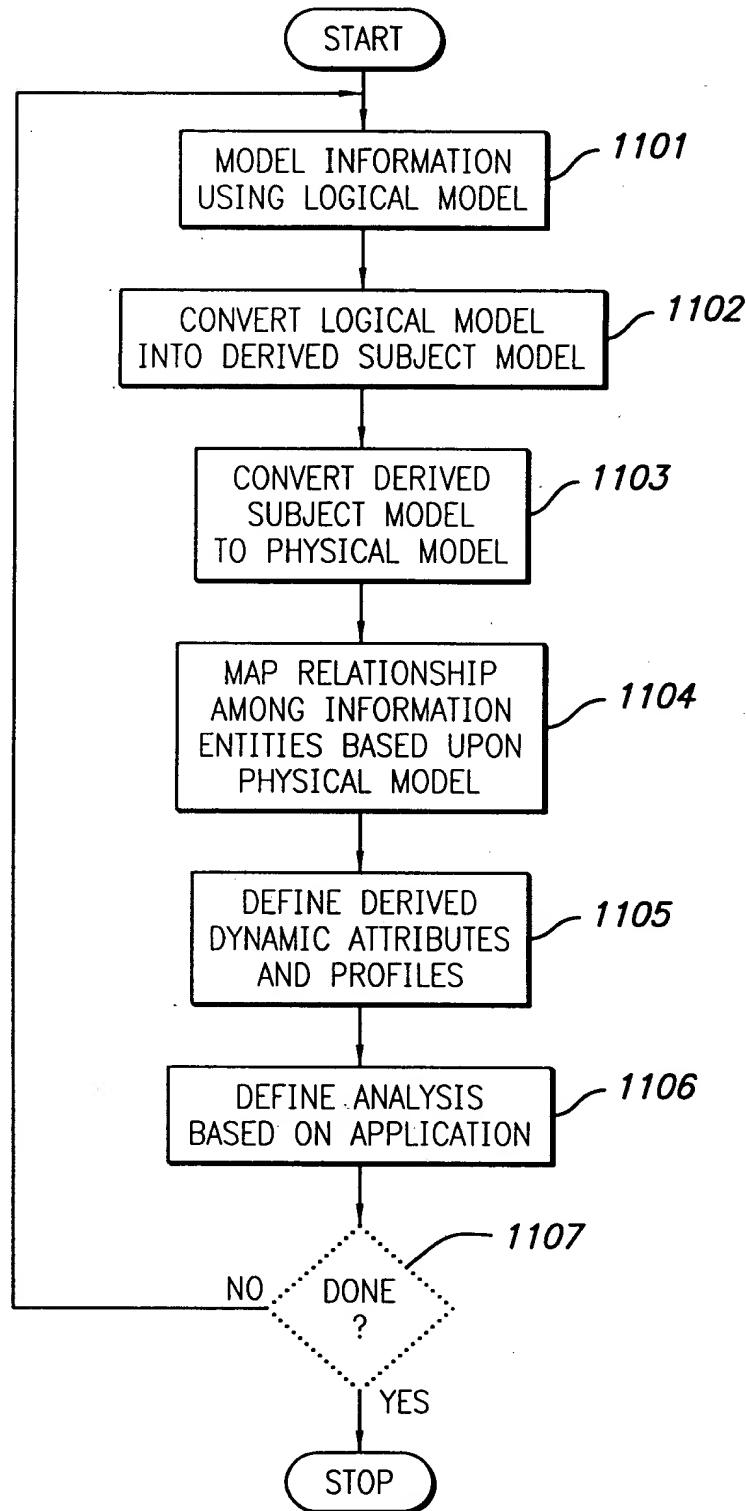 START
MODEL INFORMATION
USING LOGICAL MODEL
1101
CONVERT LOGICAL MODEL
INTO DERIVED SUBJECT MODEL
1102
CONVERT DERIVED
SUBJECT MODEL
TO PHYSICAL MODEL
1103
MAP RELATIONSHIP
AMONG INFORMATION
ENTITIES BASED UPON
PHYSICAL MODEL
1104
DEFINE DERIVED
DYNAMIC ATTRIBUTES
AND PROFILES
1105
DEFINE ANALYSIS
BASED ON APPLICATION
1106
DONE
?
1107
NO
YES
STOP